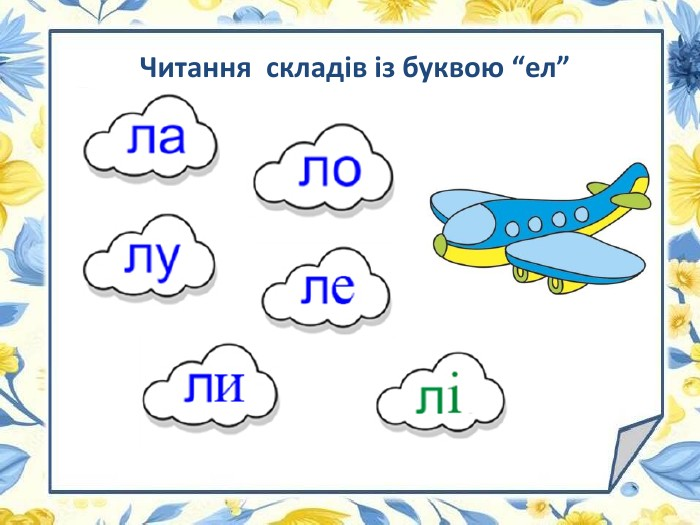 Читання складів із буквою “ел”
ла
ло
лу
ле
ли
лі